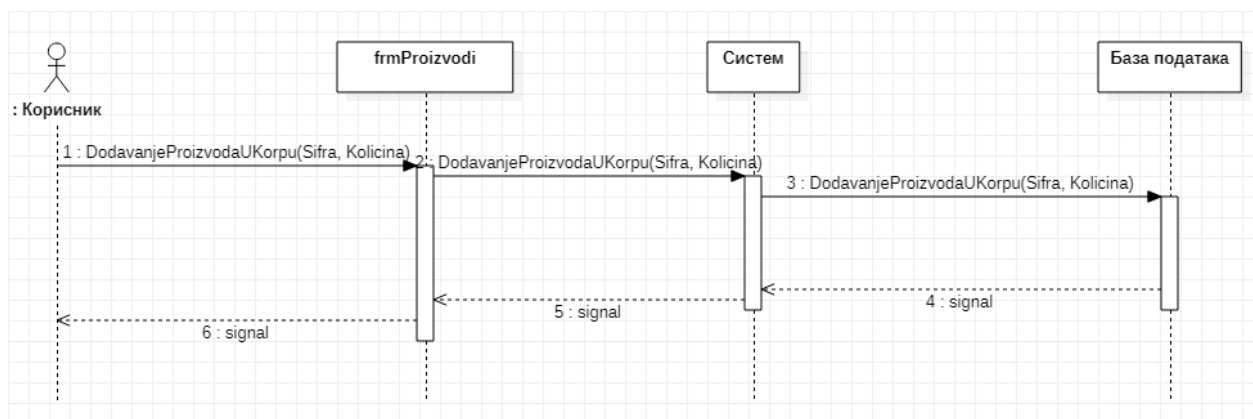 frmProizvodi
Систем
База података
: Корисник
1 : DodavanjeProizvodaUKorpu(Sifra, Kolicina)
2 : DodavanjeProizvodaUKorpu(Sifra, Kolicina)
3 : DodavanjeProizvodaUKorpu(Sifra, Kolicina)
4 : signal
5 : signal
6 : signal